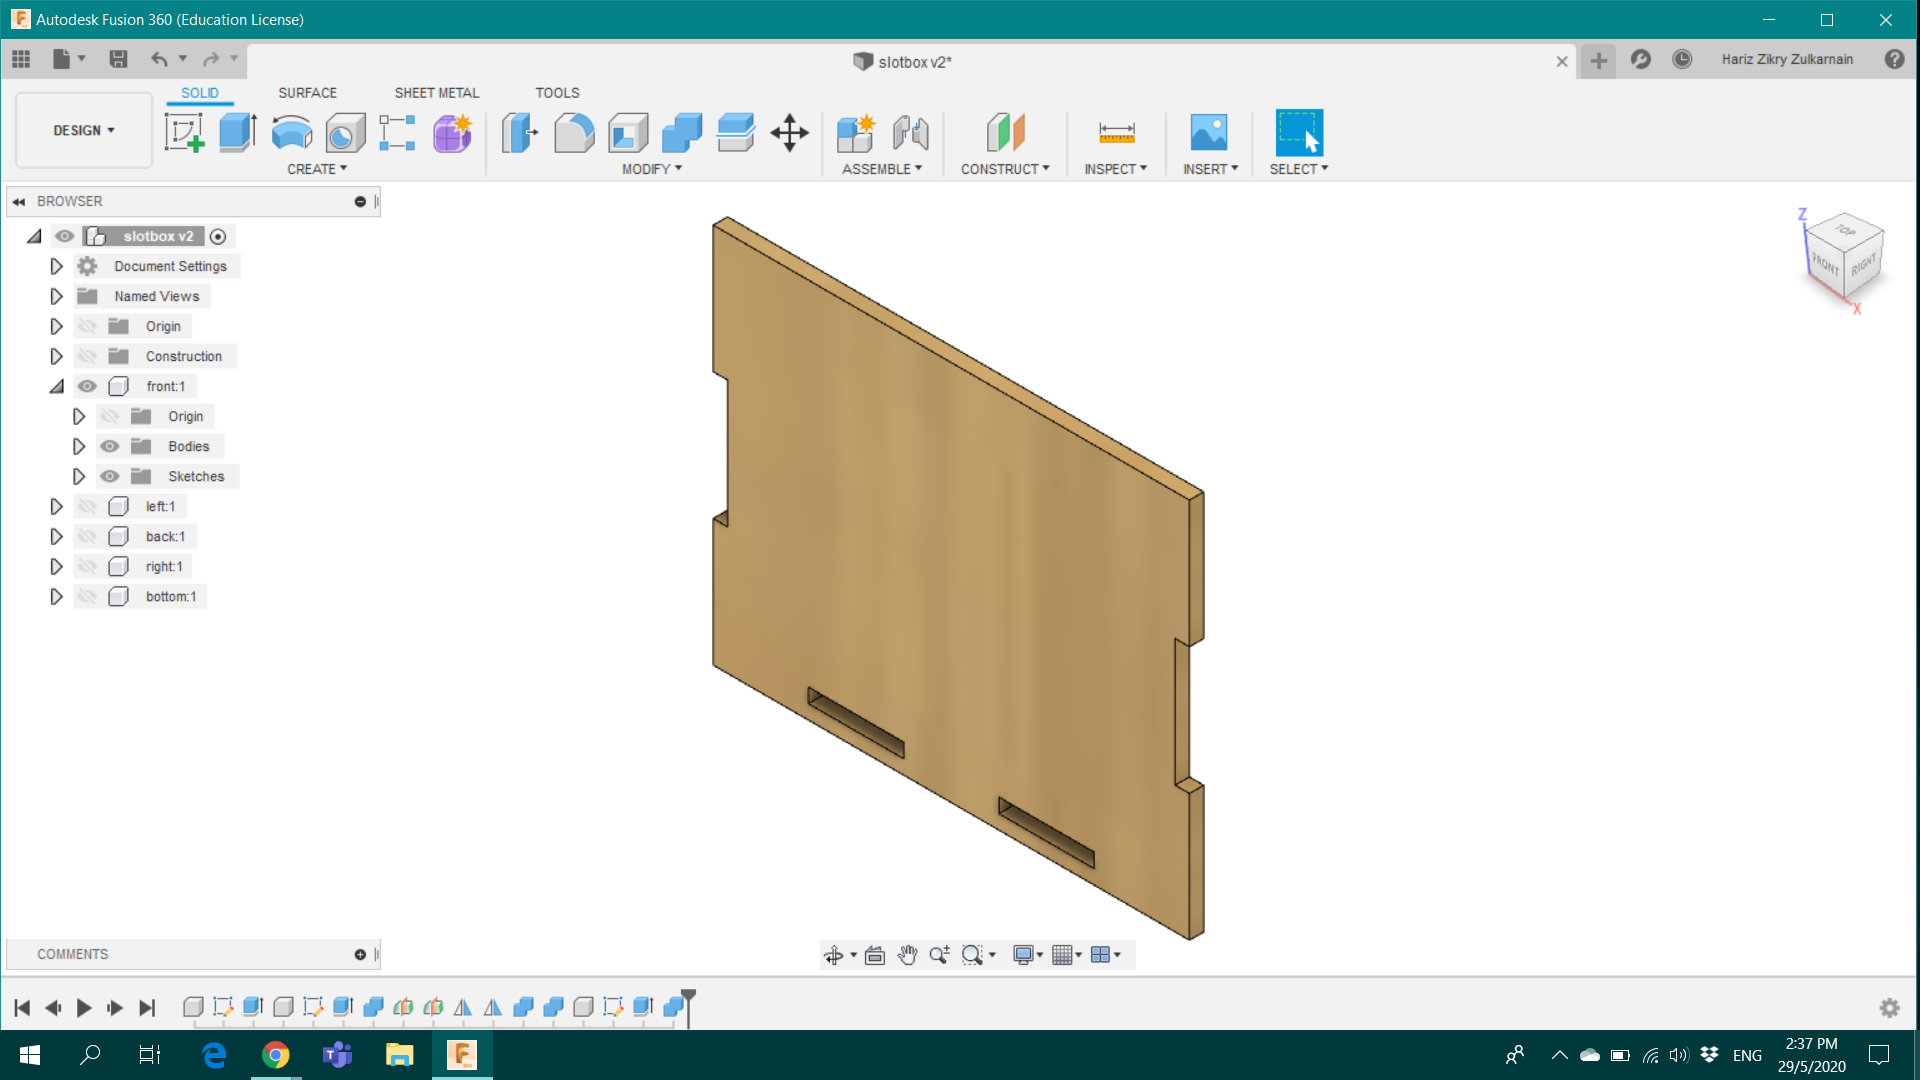 Autodesk Fusion 360 (Education License)
slotbox v2*
Hariz Zikry Zulkarnain
DESIGN
SOLID
SURFACE
SHEET METAL
TOOLS
CREATE
MODIFY
ASSEMBLE
CONSTRUCT
INSPECT
INSERT
SELECT
BROWSER
slotbox v2
Document Settings
Named Views
Origin
Construction
front:1
Origin
Bodies
Sketches
left:1
back:1
right:1
bottom:1
Z
TOP
FRONT
RIGHT
X
COMMENTS
ENG
2:37 PM
29/5/2020